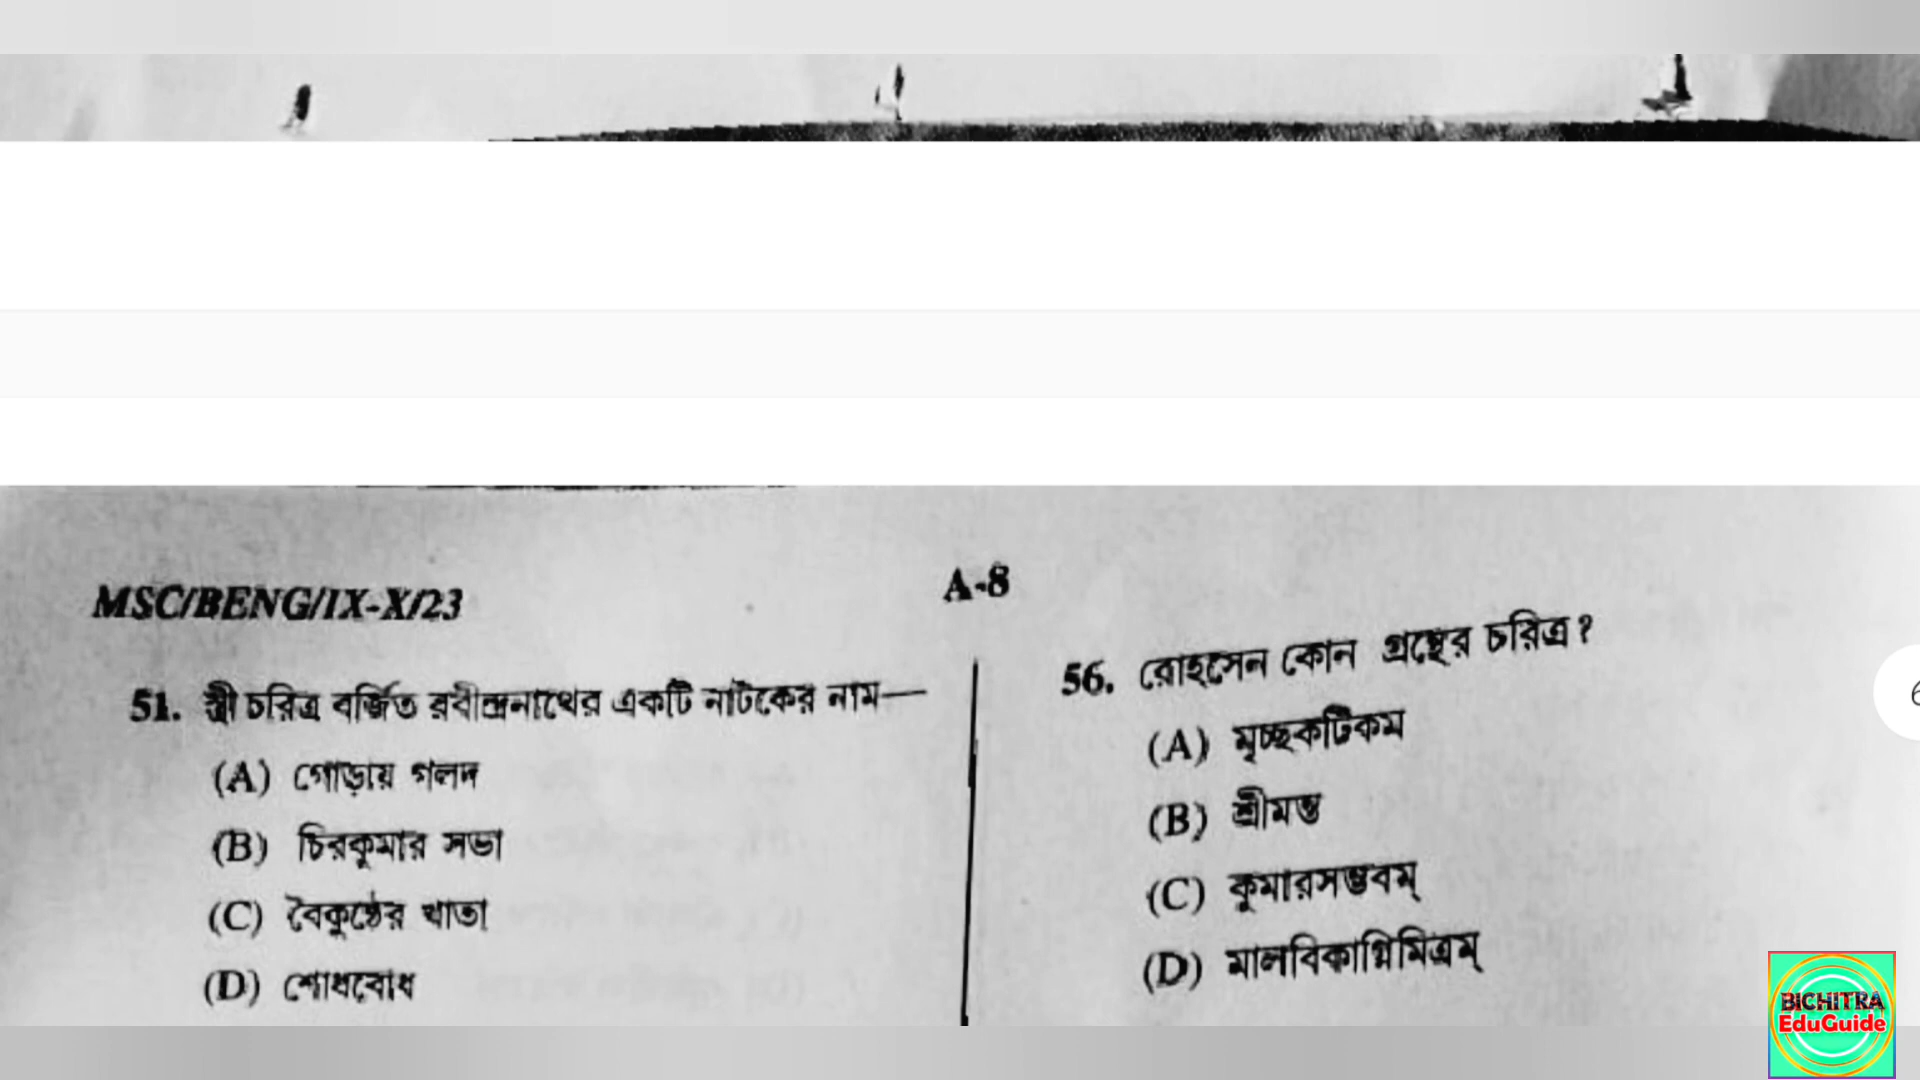 MSC/BENG/IX-X/23
A-8
51. স্ত্রী চরিত্র বর্জিত রবীন্দ্রনাথের একটি নাটকের নাম—
(A) গোড়ায় গলদ
(B) চিরকুমার সভা
(C) বৈকুণ্ঠের খাতা
(D) শোধবোধ
56. রোহসেন কোন গ্রন্থের চরিত্র?
(A) মৃচ্ছকটিকম
(B) শ্রীমন্ত
(C) কুমারসম্ভবম্
(D) মালবিকাগ্নিমিত্রম্
BICHITRA
EduGuide